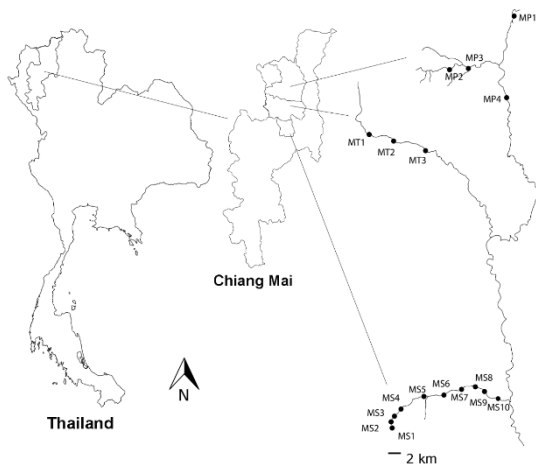 MP1
MP3
MP2
MP4
MT1
MT2
MT3
Chiang Mai
N
MS8
MS6
MS5
MS7
MS9
MS4
MS10
MS3
MS2
MS1
Thailand
2 km